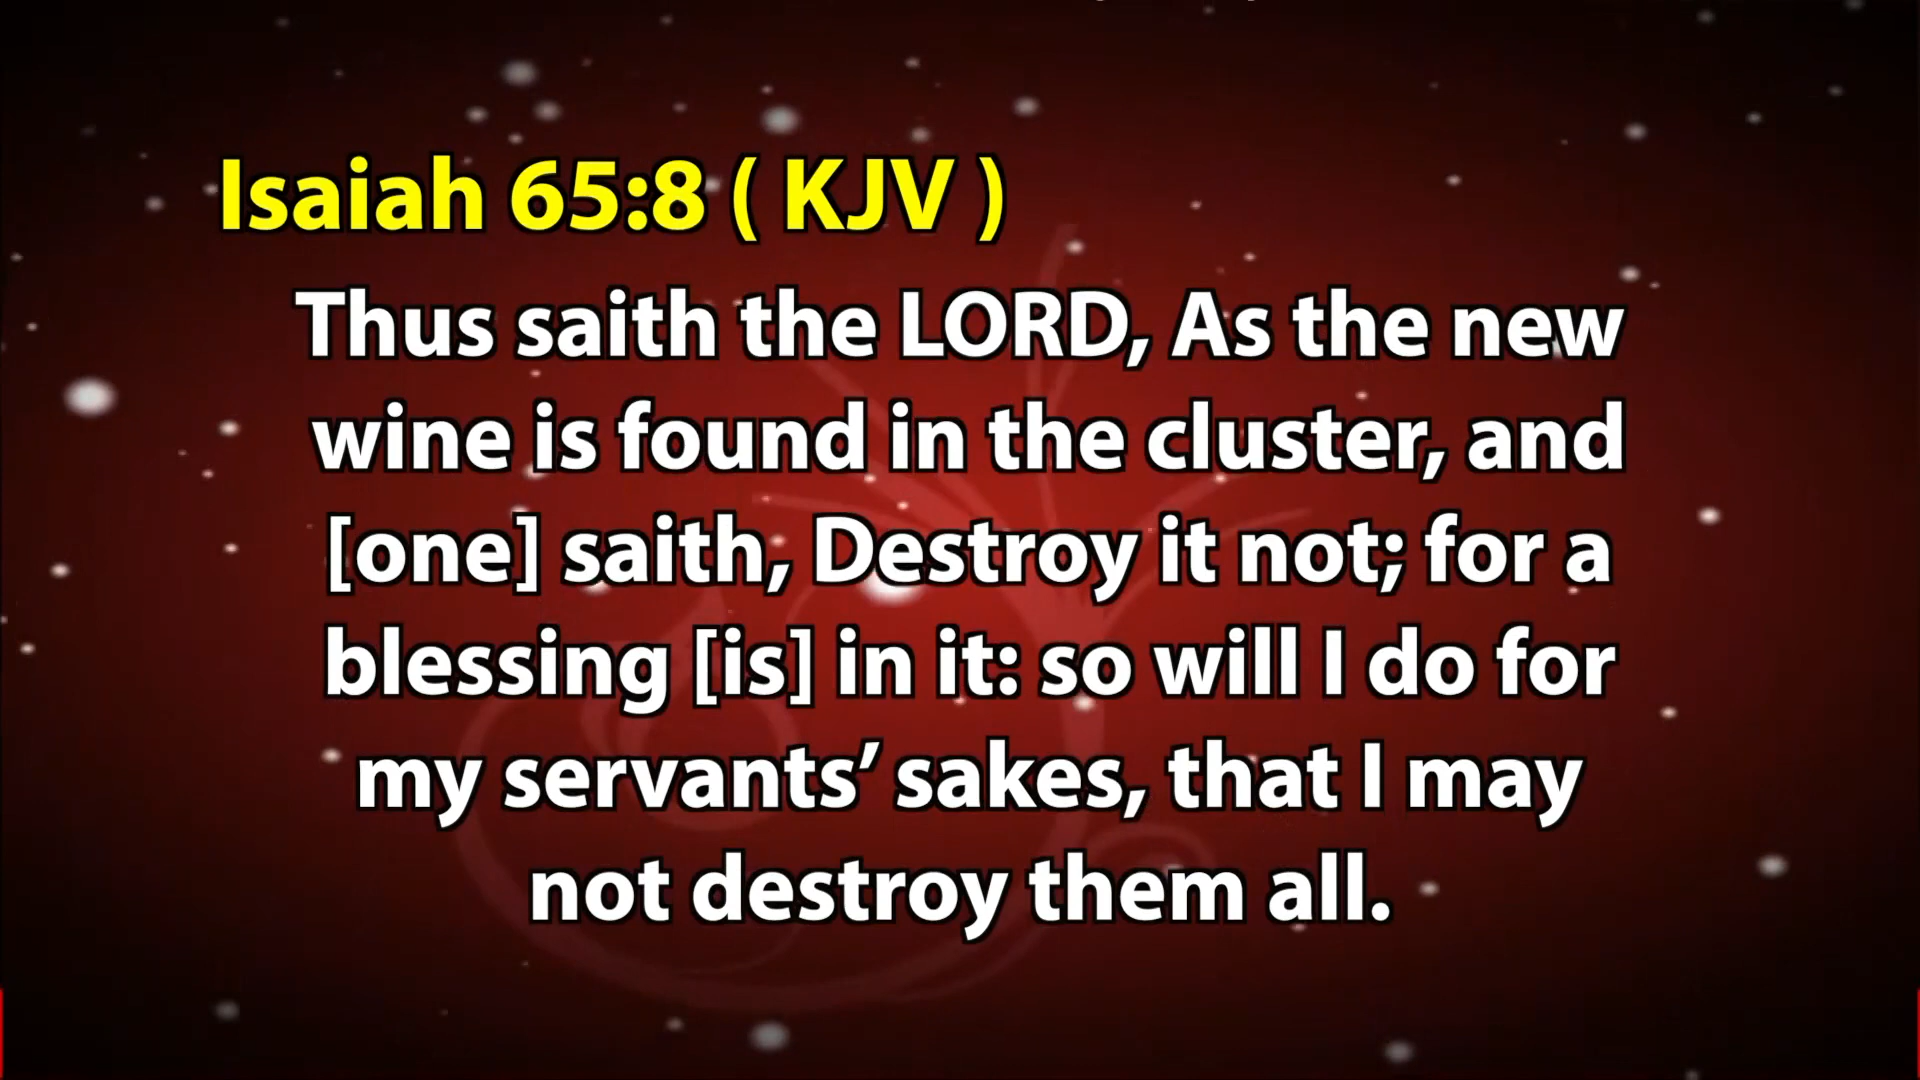 Isaiah 65:8 ( KJV )
Thus saith the LORD, As the new
wine is found in the cluster, and
[one] saith, Destroy it not; for a
blessing [is] in it: so will I do for
my servants’ sakes, that I may
not destroy them all.